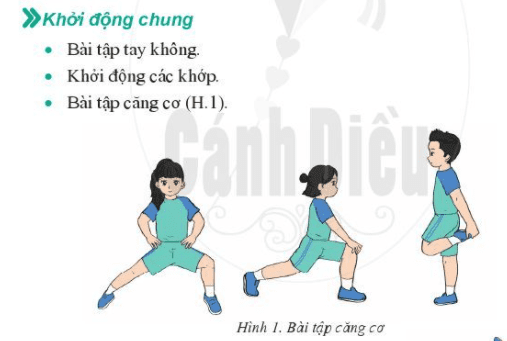 Khởi động chung
• Bài tập tay không.
• Khởi động các khớp.
• Bài tập căng cơ (H.1).
Cánh Diều
Hình 1. Bài tập căng cơ